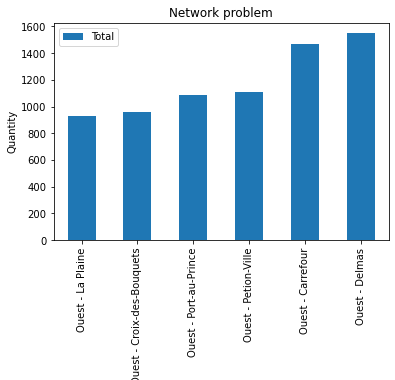 Network problem
1600
1400
1200
1000
800
600
400
200
0
Quantity
Total
Ouest - La Plaine
Ouest - Croix-des-Bouquets
Ouest - Port-au-Prince
Ouest - Petion-Ville
Ouest - Carrefour
Ouest - Delmas